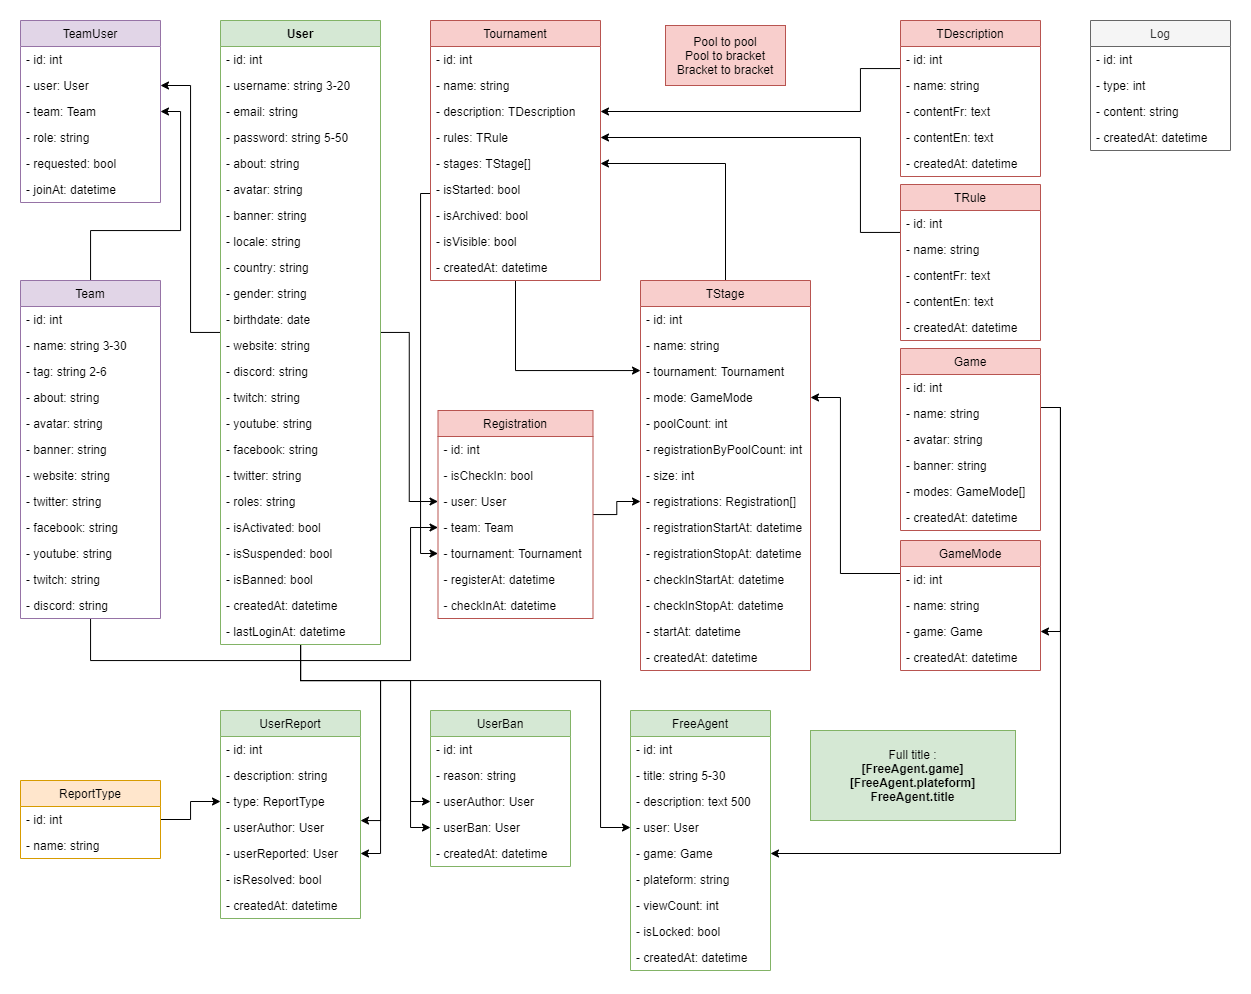 TeamUser
- id: int
- user: User
- team: Team
- role: string
- requested: bool
- joinAt: datetime
User
- id: int
- username: string 3-20
- email: string
- password: string 5-50
- about: string
- avatar: string
- banner: string
- locale: string
- country: string
- gender: string
- birthdate: date
- website: string
- discord: string
- twitch: string
- youtube: string
- facebook: string
- twitter: string
- roles: string
- isActivated: bool
- isSuspended: bool
- isBanned: bool
- createdAt: datetime
- lastLoginAt: datetime
Tournament
- id: int
- name: string
- description: TDescription
- rules: TRule
- stages: TStage[]
- isStarted: bool
- isArchived: bool
- isVisible: bool
- createdAt: datetime
Pool to pool
Pool to bracket
Bracket to bracket
TDescription
- id: int
- name: string
- contentFr: text
- contentEn: text
- createdAt: datetime
Log
- id: int
- type: int
- content: string
- createdAt: datetime
TRule
- id: int
- name: string
- contentFr: text
- contentEn: text
- createdAt: datetime
Team
- id: int
- name: string 3-30
- tag: string 2-6
- about: string
- avatar: string
- banner: string
- website: string
- twitter: string
- facebook: string
- youtube: string
- twitch: string
- discord: string
TStage
- id: int
- name: string
- tournament: Tournament
- mode: GameMode
- poolCount: int
- registrationByPoolCount: int
- size: int
- registrations: Registration[]
- registrationStartAt: datetime
- registrationStopAt: datetime
- checkInStartAt: datetime
- checkInStopAt: datetime
- startAt: datetime
- createdAt: datetime
Game
- id: int
- name: string
- avatar: string
- banner: string
- modes: GameMode[]
- createdAt: datetime
Registration
- id: int
- isCheckIn: bool
- user: User
- team: Team
- tournament: Tournament
- registerAt: datetime
- checkInAt: datetime
GameMode
- id: int
- name: string
- game: Game
- createdAt: datetime
UserReport
- id: int
- description: string
- type: ReportType
- userAuthor: User
- userReported: User
- isResolved: bool
- createdAt: datetime
UserBan
- id: int
- reason: string
- userAuthor: User
- userBan: User
- createdAt: datetime
FreeAgent
- id: int
- title: string 5-30
- description: text 500
- user: User
- game: Game
- plateform: string
- viewCount: int
- isLocked: bool
- createdAt: datetime
Full title :
[FreeAgent.game]
[FreeAgent.plateform]
FreeAgent.title
ReportType
- id: int
- name: string